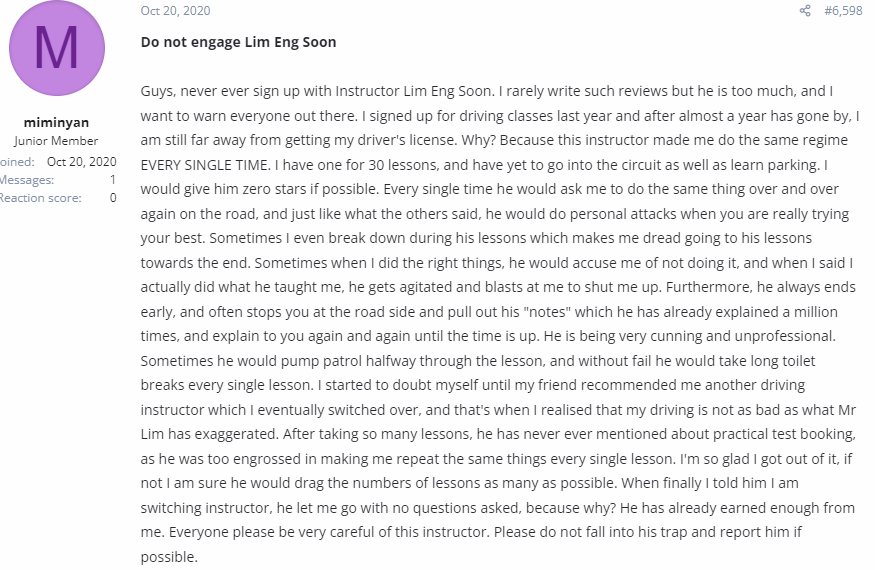 Oct 20, 2020
#6,598
M
Do not engage Lim Eng Soon
miminyan
Junior Member
oined: Oct 20, 2020
Messages: 1
Reaction score: 0
Guys, never ever sign up with Instructor Lim Eng Soon. I rarely write such reviews but he is too much, and I
want to warn everyone out there. I signed up for driving classes last year and after almost a year has gone by, I
am still far away from getting my driver's license. Why? Because this instructor made me do the same regime
EVERY SINGLE TIME. I have one for 30 lessons, and have yet to go into the circuit as well as learn parking. I
would give him zero stars if possible. Every single time he would ask me to do the same thing over and over
again on the road, and just like what the others said, he would do personal attacks when you are really trying
your best. Sometimes I even break down during his lessons which makes me dread going to his lessons
towards the end. Sometimes when I did the right things, he would accuse me of not doing it, and when I said I
actually did what he taught me, he gets agitated and blasts at me to shut me up. Furthermore, he always ends
early, and often stops you at the road side and pull out his "notes" which he has already explained a million
times, and explain to you again and again until the time is up. He is being very cunning and unprofessional.
Sometimes he would pump patrol halfway through the lesson, and without fail he would take long toilet
breaks every single lesson. I started to doubt myself until my friend recommended me another driving
instructor which I eventually switched over, and that's when I realised that my driving is not as bad as what Mr
Lim has exaggerated. After taking so many lessons, he has never ever mentioned about practical test booking,
as he was too engrossed in making me repeat the same things every single lesson. I'm so glad I got out of it, if
not I am sure he would drag the numbers of lessons as many as possible. When finally I told him I am
switching instructor, he let me go with no questions asked, because why? He has already earned enough from
me. Everyone please be very careful of this instructor. Please do not fall into his trap and report him if
possible.